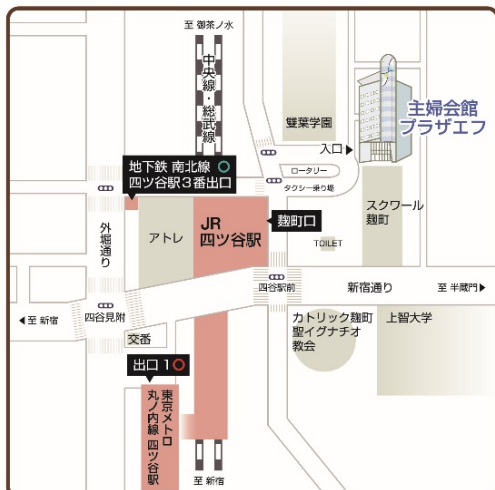 至 御茶ノ水
中央線・総武線
雙葉学園
主婦会館
プラザエフ
入口
地下鉄 南北線
四ツ谷駅3番出口
ロータリー
タクシー乗り場
スクワール
麹町
外堀通り
アトレ
JR
四ツ谷駅
麹町口
TOILET
四谷駅前
新宿通り
至 半蔵門
至 新宿
四谷見附
交番
カトリック麹町
聖イグナチオ
教会
上智大学
出口 1
東京メトロ
丸ノ内線 四ツ谷駅
至 新宿